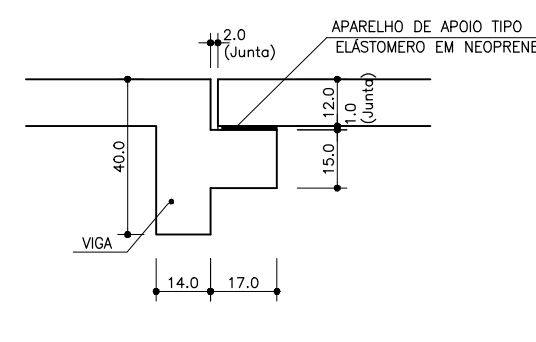 2.0
(Junta)
APARELHO DE APOIO TIPO
ELÁSTOMERO EM NEOPRENE
12.0
1.0
(Junta)
40.0
15.0
VIGA
14.0
17.0